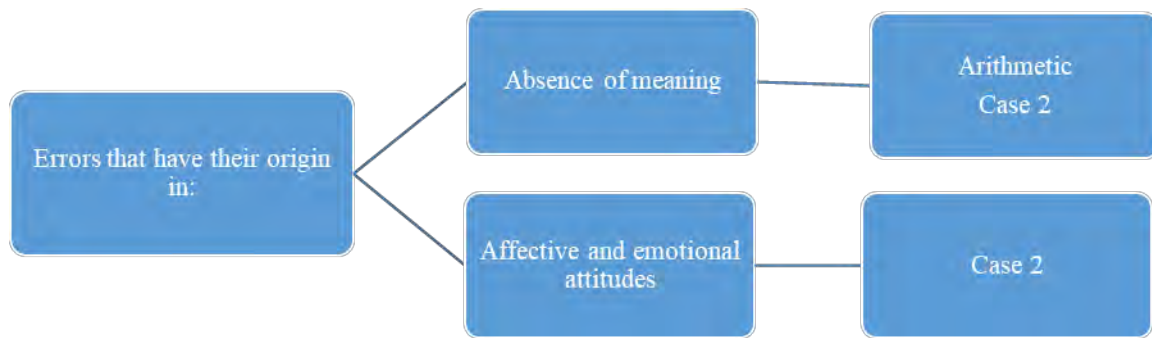 Errors that have their origin
in:
Absence of meaning
Arithmetic
Case 2
Affective and emotional
attitudes
Case 2